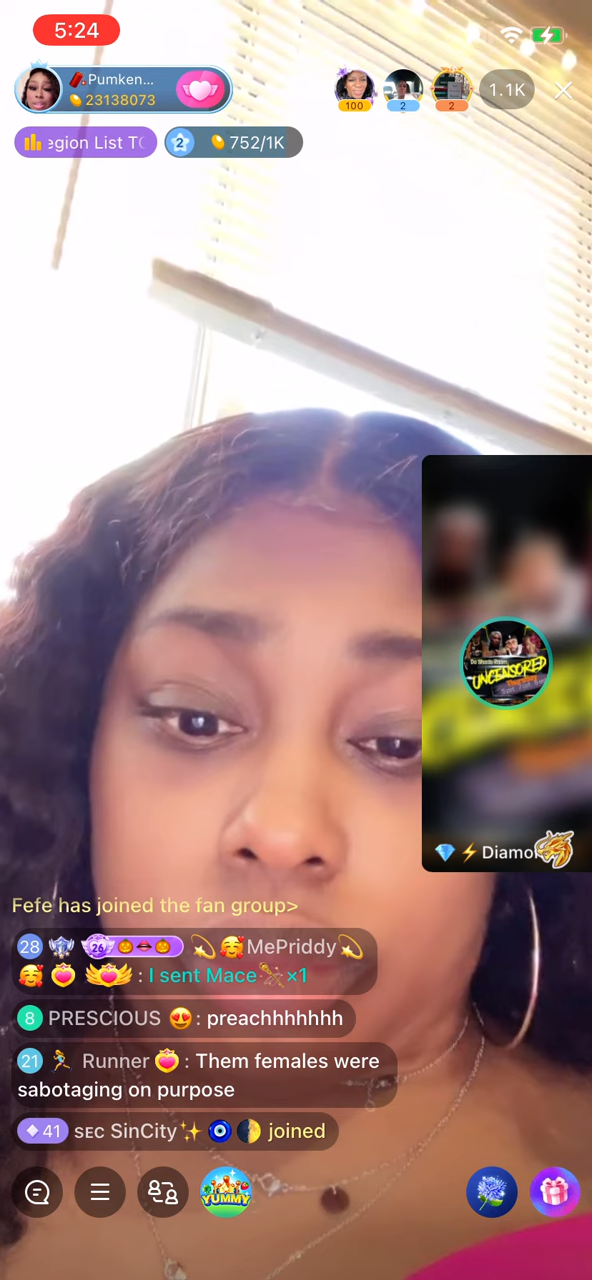 5:24
Pumken...
23138073
100
2
2
1.1K
egion List T
2
752/1K
UNCENSORED
Diamo
Fefe has joined the fan group>
28 26 MePriddy
: I sent Mace ×1
8 PRESCIOUS 😍 : preachhhhhhh
21 🏃 Runner : Them females were
sabotaging on purpose
41 SEC SinCity✨🧿🌓 joined
YUMMY